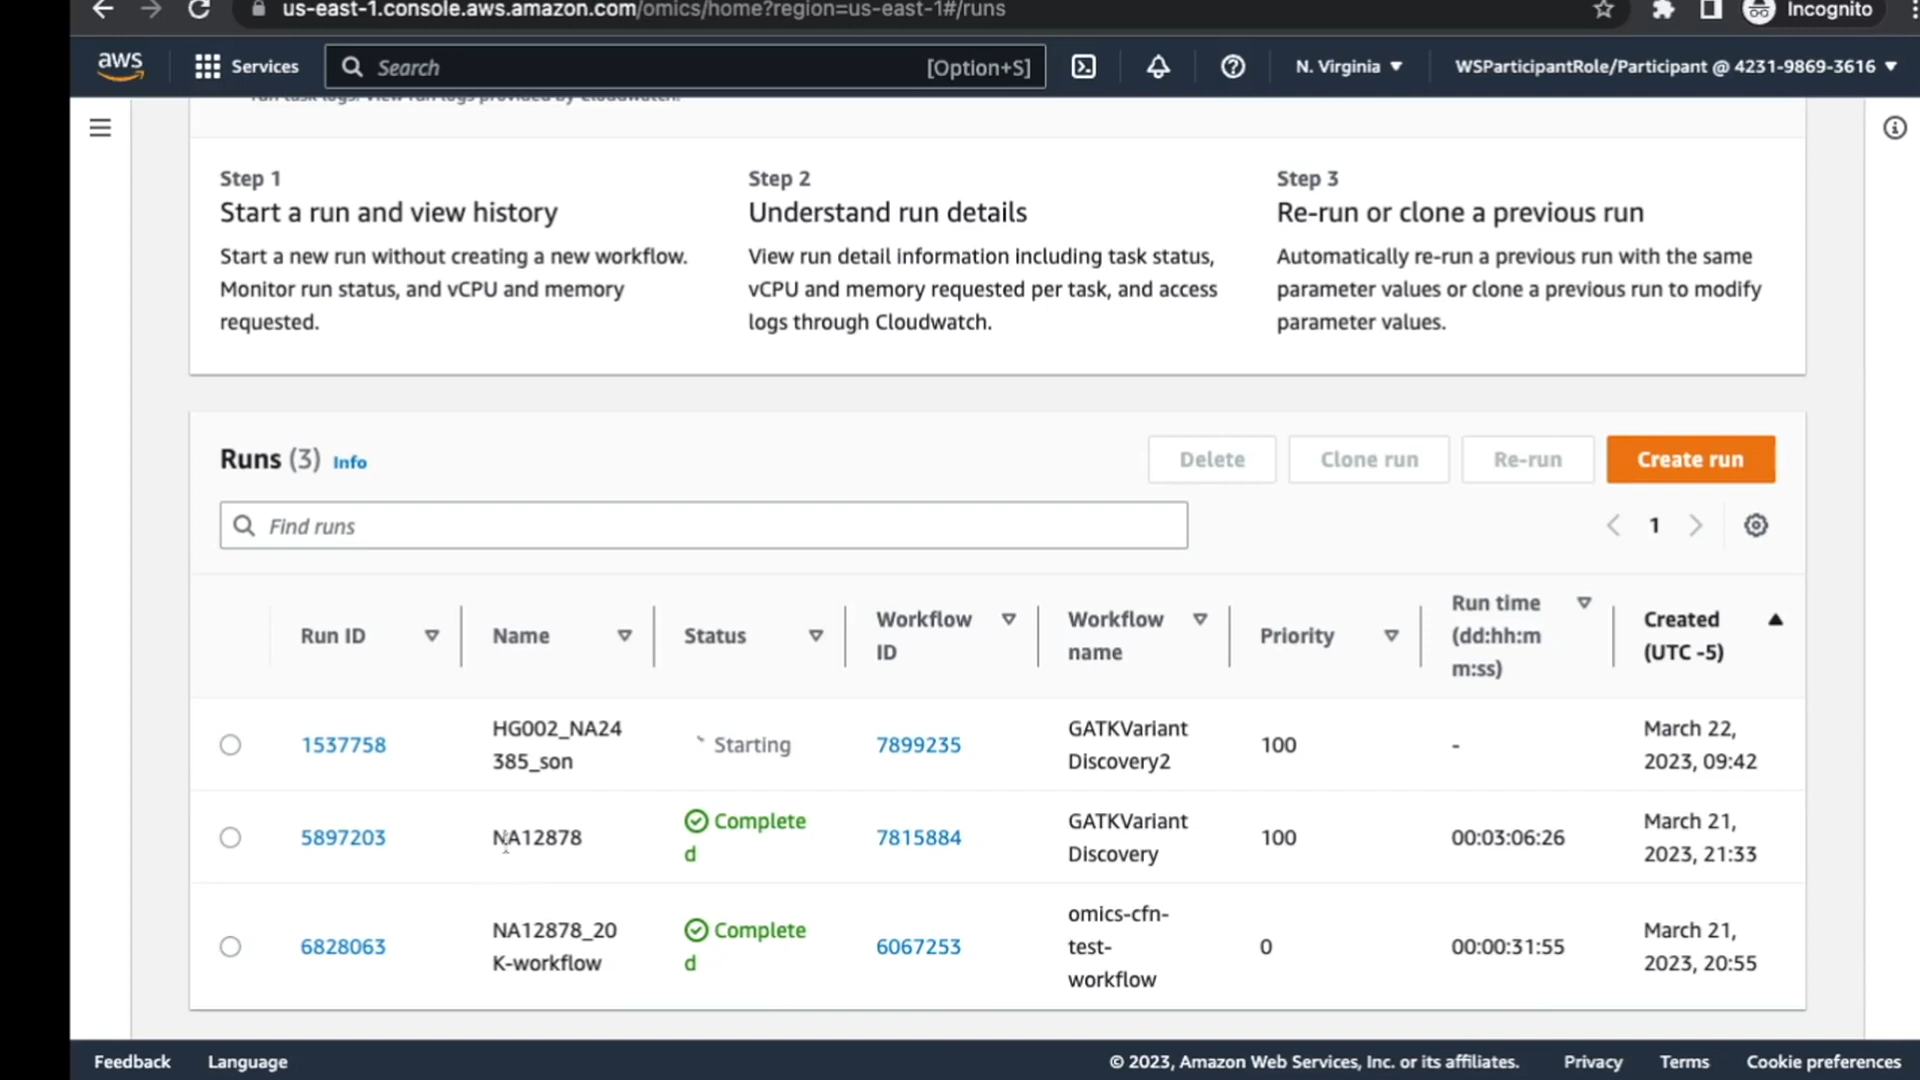 us-east-1.console.aws.amazon.com/omics/home?region=us-east-1#/runs
Incognito
aws
Services
Search
[Option+S]
N. Virginia
WSParticipantRole/Participant @ 4231-9869-3616
run task logs. View run logs provided by Cloudwatch.
Step 1
Start a run and view history
Start a new run without creating a new workflow.
Monitor run status, and vCPU and memory
requested.
Step 2
Understand run details
View run detail information including task status,
vCPU and memory requested per task, and access
logs through Cloudwatch.
Step 3
Re-run or clone a previous run
Automatically re-run a previous run with the same
parameter values or clone a previous run to modify
parameter values.
Runs (3) Info
Delete
Clone run
Re-run
Create run
Find runs
1
Run ID
Name
Status
Workflow
ID
Workflow
name
Priority
Run time
(dd:hh:m
m:ss)
Created
(UTC -5)
1537758
HG002_NA24
385_son
Starting
7899235
GATKVariant
Discovery2
100
-
March 22,
2023, 09:42
5897203
NA12878
Complete
d
7815884
GATKVariant
Discovery
100
00:03:06:26
March 21,
2023, 21:33
6828063
NA12878_20
K-workflow
Complete
d
6067253
omics-cfn-
test-
workflow
0
00:00:31:55
March 21,
2023, 20:55
Feedback
Language
© 2023, Amazon Web Services, Inc. or its affiliates.
Privacy
Terms
Cookie preferences